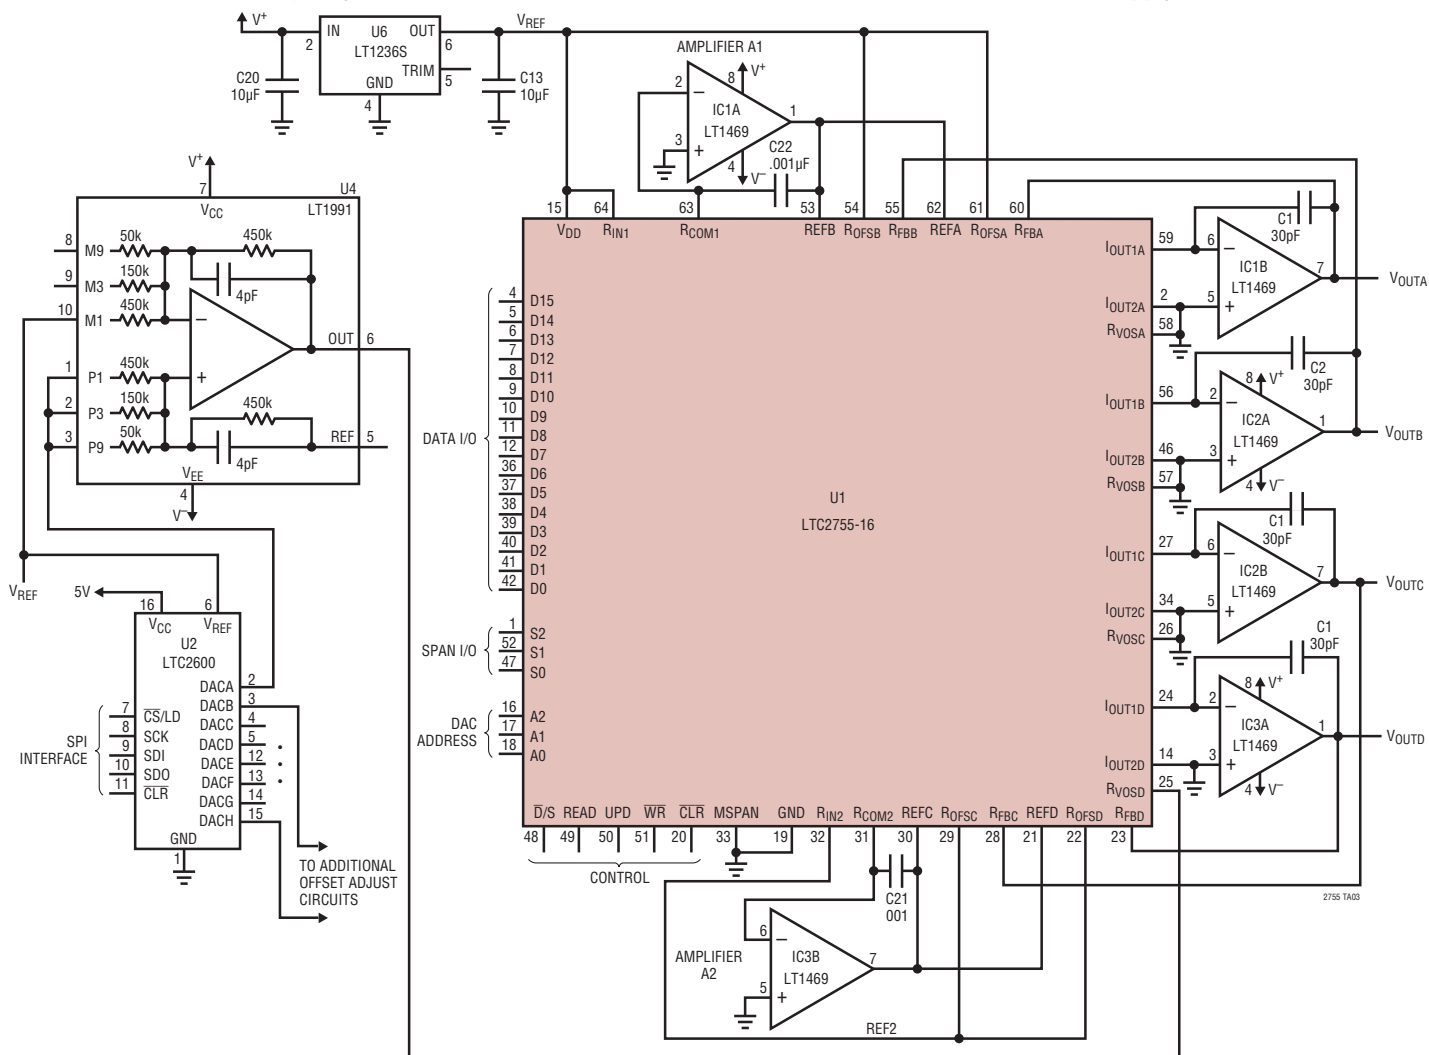 V+
IN
U6
OUT
LT1236S
TRIM
GND
2
6
5
4
C20
10µF
C13
10µF
VREF
AMPLIFIER A1
2
3
8
V+
1
4
V–
IC1A
LT1469
C22
.001µF
V+
7
VCC
U4
LT1991
8
M9
50k
450k
9
M3
150k
4pF
10
M1
450k
OUT
6
1
P1
450k
2
P3
150k
450k
3
P9
50k
4pF
REF
5
VEE
4
V–
VREF
5V
16
VCC
6
VREF
U2
LTC2600
DACA
2
DACB
3
DACC
4
DACD
5
DACE
12
DACF
13
DACG
14
DACH
15
SPI
INTERFACE
7
CS/LD
8
SCK
9
SDI
10
SDO
11
CLR
GND
1
TO ADDITIONAL
OFFSET ADJUST
CIRCUITS
15
64
63
53
54
55
62
61
60
VDD
RIN1
RCOM1
REFB
ROFSB
RFBB
REFA
ROFSA
RFBA
DATA I/O
4
D15
5
D14
6
D13
7
D12
8
D11
9
D10
10
D9
11
D8
12
D7
36
D6
37
D5
38
D4
39
D3
40
D2
41
D1
42
D0
SPAN I/O
1
S2
52
S1
47
S0
DAC
ADDRESS
16
A2
17
A1
18
A0
U1
LTC2755-16
D/S
READ
UPD
WR
CLR
MSPAN
GND
RIN2
RCOM2
REFC
ROFSC
RFBC
REFD
ROFSD
RFBD
48
49
50
51
20
33
19
32
31
30
29
28
21
22
23
CONTROL
IOUT1A
59
IOUT2A
2
RVOSA
58
C1
30pF
6
5
7
IC1B
LT1469
VOUTA
IOUT1B
56
IOUT2B
46
RVOSB
57
C2
30pF
8
V+
2
3
1
4
V–
IC2A
LT1469
VOUTB
IOUT1C
27
IOUT2C
34
RVOSC
26
C1
30pF
6
5
7
IC2B
LT1469
VOUTC
IOUT1D
24
IOUT2D
14
RVOSD
25
C1
30pF
8
V+
2
3
1
4
V–
IC3A
LT1469
VOUTD
C21
001
AMPLIFIER
A2
6
5
7
IC3B
LT1469
REF2
2755 TA03